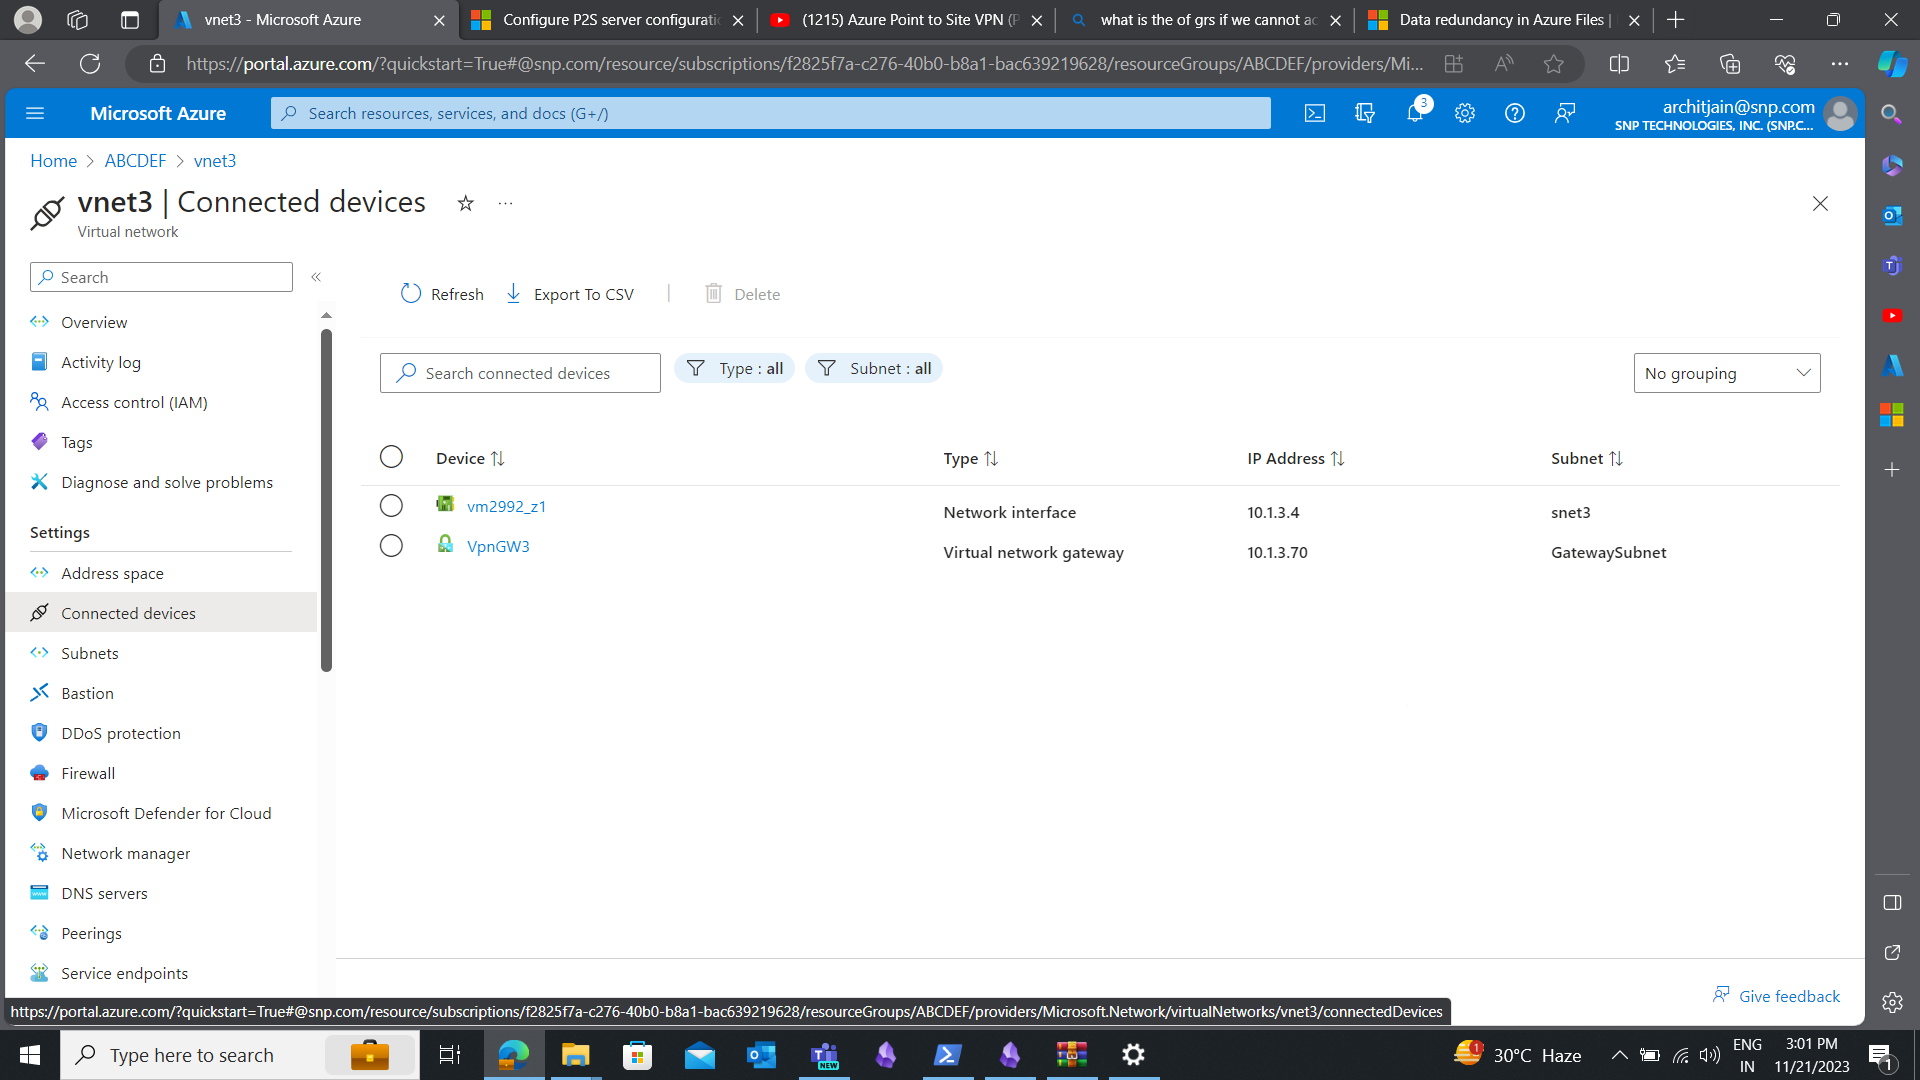 vnet3 - Microsoft Azure
Configure P2S server configuratic
(1215) Azure Point to Site VPN (P
what is the of grs if we cannot ac
Data redundancy in Azure Files |
https://portal.azure.com/?quickstart=True#@snp.com/resource/subscriptions/f2825f7a-c276-40b0-b8a1-bac639219628/resourceGroups/ABCDEF/providers/Mi...
Microsoft Azure
Search resources, services, and docs (G+/)
3
architjain@snp.com
SNP TECHNOLOGIES, INC. (SNP.C...
Home > ABCDEF > vnet3
vnet3 | Connected devices
Virtual network
Search
Refresh
Export To CSV
Delete
Search connected devices
Type : all
Subnet : all
No grouping
Device
Type
IP Address
Subnet
vm2992_z1
Network interface
10.1.3.4
snet3
VpnGW3
Virtual network gateway
10.1.3.70
GatewaySubnet
Overview
Activity log
Access control (IAM)
Tags
Diagnose and solve problems
Settings
Address space
Connected devices
Subnets
Bastion
DDoS protection
Firewall
Microsoft Defender for Cloud
Network manager
DNS servers
Peerings
Service endpoints
Give feedback
https://portal.azure.com/?quickstart=True#@snp.com/resource/subscriptions/f2825f7a-c276-40b0-b8a1-bac639219628/resourceGroups/ABCDEF/providers/Microsoft.Network/virtualNetworks/vnet3/connectedDevices
Type here to search
NEW
1
30°C Haze
ENG
IN
3:01 PM
11/21/2023
1